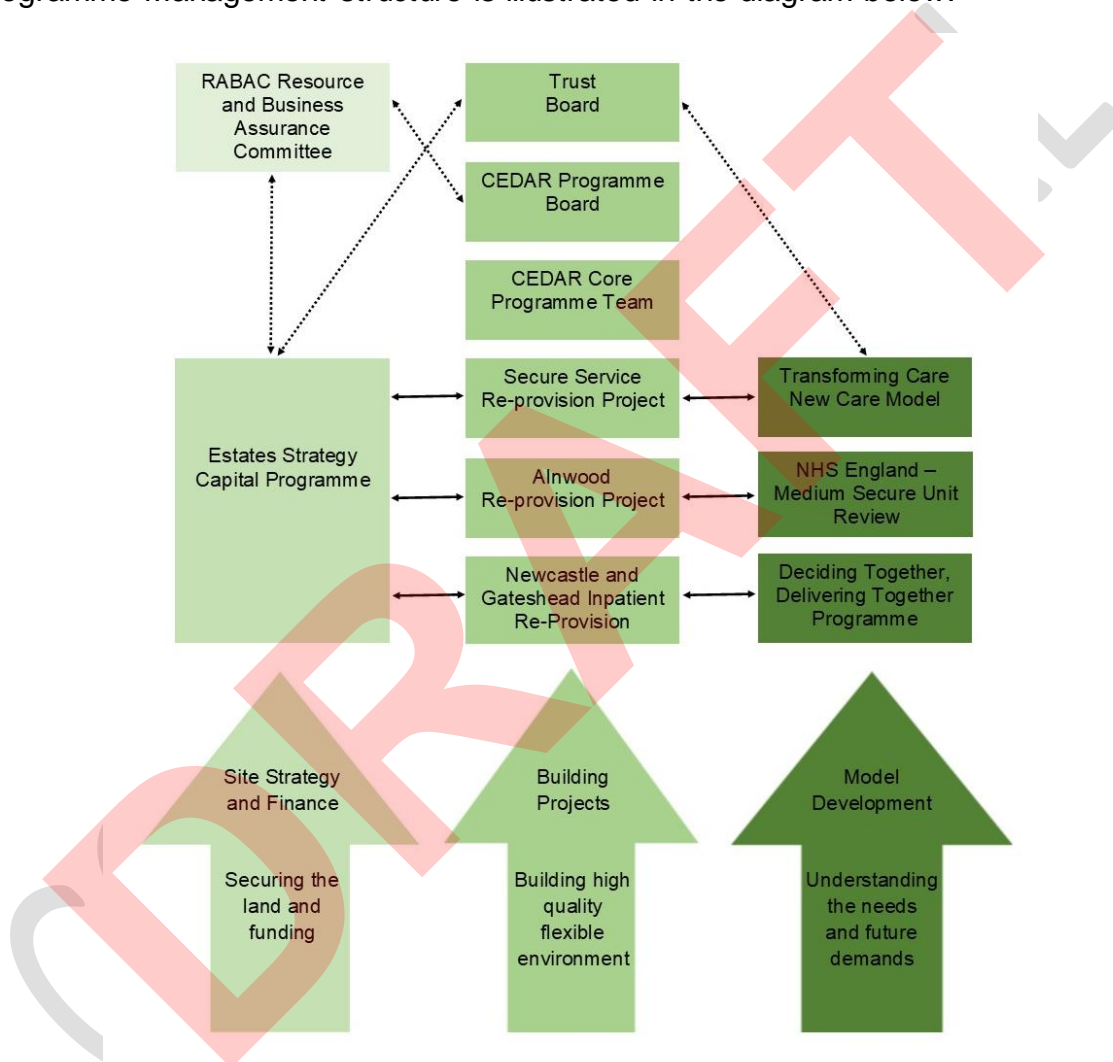 ogramme management structure is illustrated in the diagram below:
RABAC Resource
and Business
Assurance
Committee
Trust
Board
CEDAR Programme
Board
CEDAR Core
Programme Team
Estates Strategy
Capital Programme
Secure Service
Re-provision Project
Transforming Care
New Care Model
Alnwood
Re-provision Project
NHS England –
Medium Secure Unit
Review
Newcastle and
Gateshead Inpatient
Re-Provision
Deciding Together,
Delivering Together
Programme
Site Strategy
and Finance
Securing the
land and
funding
Building
Projects
Building high
quality
flexible
environment
Model
Development
Understanding
the needs
and future
demands
DRAFT